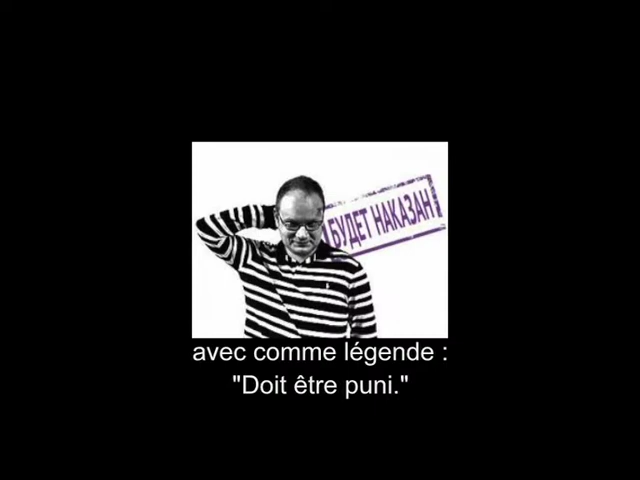 БУДЕТ НАКАЗАН
avec comme légende :
"Doit être puni."